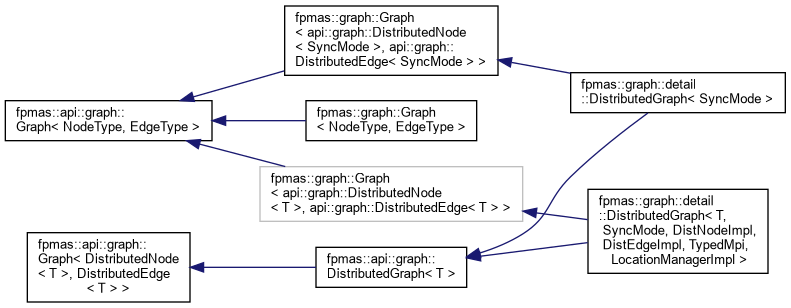 fpmas::graph::Graph
< api::graph::DistributedNode
< SyncMode >, api::graph::
DistributedEdge< SyncMode > >
fpmas::graph::detail
::DistributedGraph< SyncMode >
fpmas::api::graph::
Graph< NodeType, EdgeType >
fpmas::graph::Graph
< NodeType, EdgeType >
fpmas::graph::Graph
< api::graph::DistributedNode
< T >, api::graph::DistributedEdge< T > >
fpmas::graph::detail
::DistributedGraph< T,
SyncMode, DistNodeImpl,
DistEdgeImpl, TypedMpi,
LocationManagerImpl >
fpmas::api::graph::
Graph< DistributedNode
< T >, DistributedEdge
< T > >
fpmas::api::graph::
DistributedGraph< T >